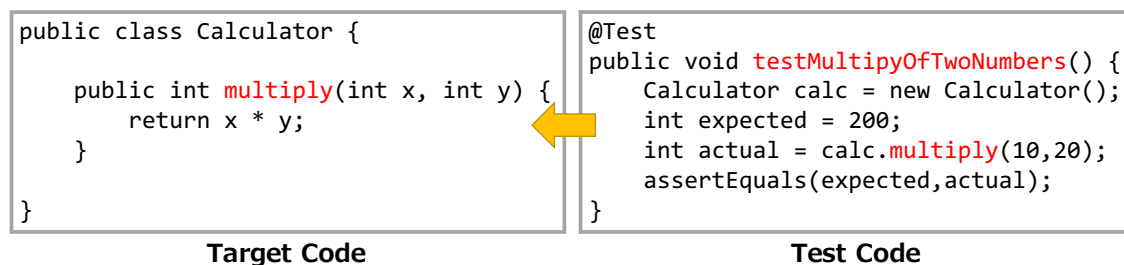 public class Calculator {
public int multiply(int x, int y) {
return x * y;
}
}
Target Code
@Test
public void testMultipyOfTwoNumbers() {
Calculator calc = new Calculator();
int expected = 200;
int actual = calc.multiply(10,20);
assertEquals(expected,actual);
}
Test Code